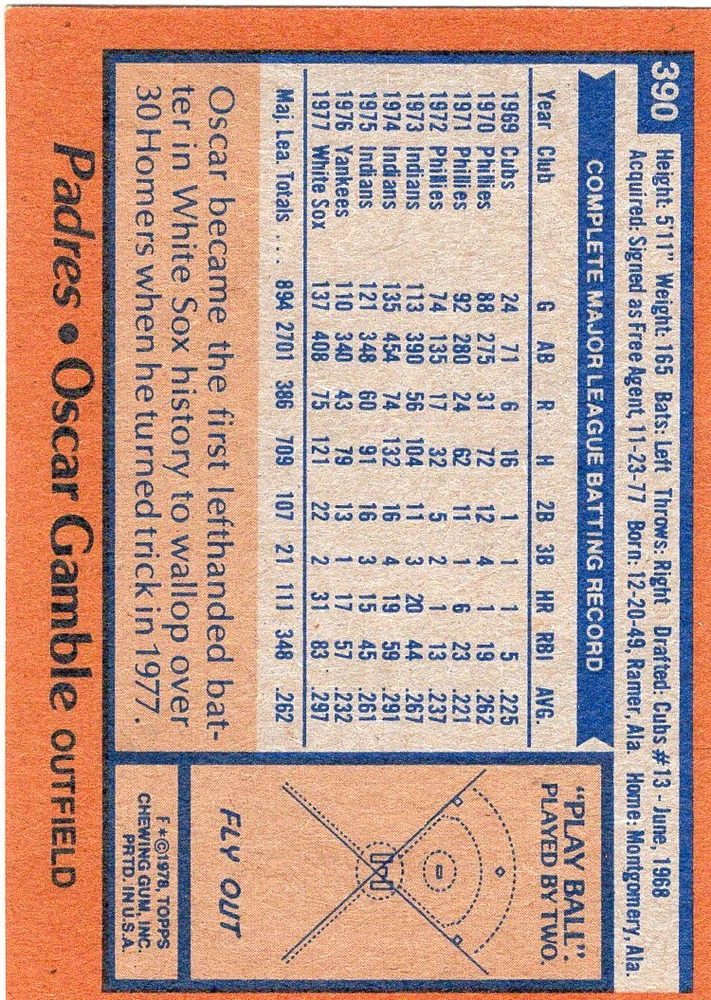 390
Height: 5'11" Weight: 165 Bats: Left Throws: Right Drafted: Cubs #13 - June, 1968
Acquired: Signed as Free Agent, 11-23-77 Born: 12-20-49, Ramer, Ala. Home: Montgomery, Ala.
COMPLETE MAJOR LEAGUE BATTING RECORD
Year Club G AB R H 2B 3B HR RBI AVG.
1969 Cubs 24 71 6 16 1 1 1 5 .225
1970 Phillies 88 275 31 72 12 4 1 19 .262
1971 Phillies 92 280 24 62 11 1 6 23 .221
1972 Phillies 74 135 17 32 5 2 1 13 .237
1973 Indians 113 390 56 104 11 3 20 44 .267
1974 Indians 135 454 74 132 16 4 19 59 .291
1975 Indians 121 348 60 91 16 3 15 45 .261
1976 Yankees 110 340 43 79 13 1 17 57 .232
1977 White Sox 137 408 75 121 22 2 31 83 .297
Maj. Lea. Totals ... 894 2701 386 709 107 21 111 348 .262
Oscar became the first lefthanded bat-
ter in White Sox history to wallop over
30 Homers when he turned trick in 1977.
"PLAY BALL".
PLAYED BY TWO.
FLY OUT
F*©1978, TOPPS
CHEWING GUM, INC.
PRTD. IN U.S.A.
Padres • Oscar Gamble OUTFIELD